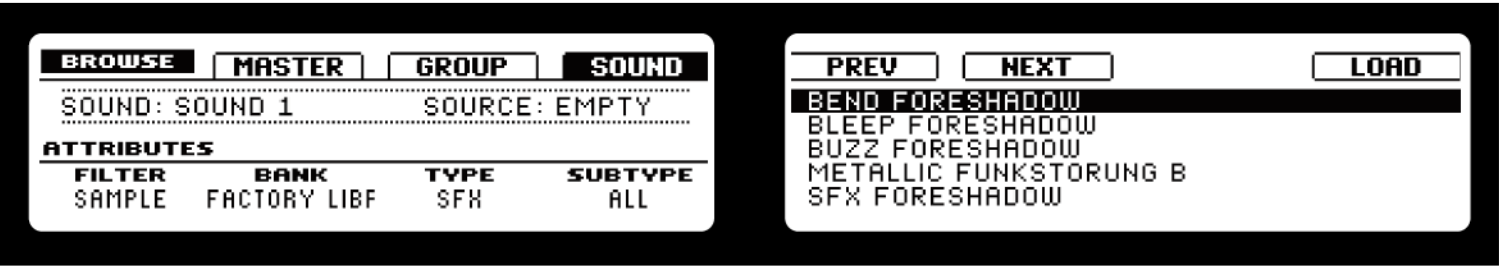 BROWSE MASTER GROUP SOUND
SOUND: SOUND 1 SOURCE: EMPTY
ATTRIBUTES
FILTER BANK TYPE SUBTYPE
SAMPLE FACTORY LIBF SFX ALL
PREV NEXT LOAD
BEND FORESHADOW
BLEEP FORESHADOW
BUZZ FORESHADOW
METALLIC FUNKSTORUNG B
SFX FORESHADOW